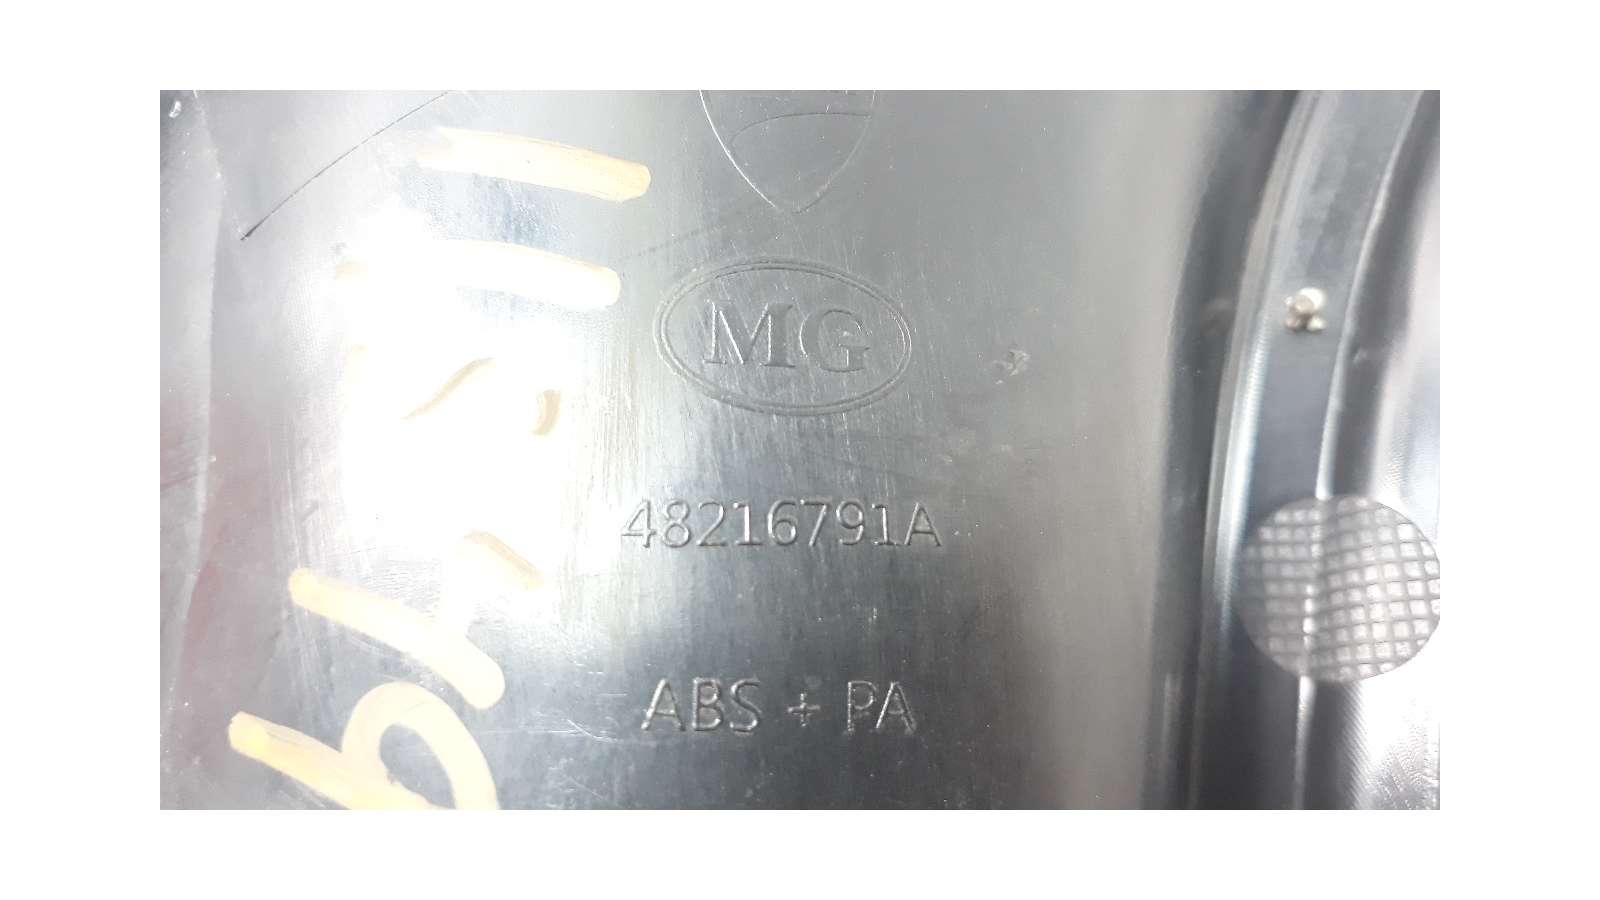 MG
48216791A
ABS + PA